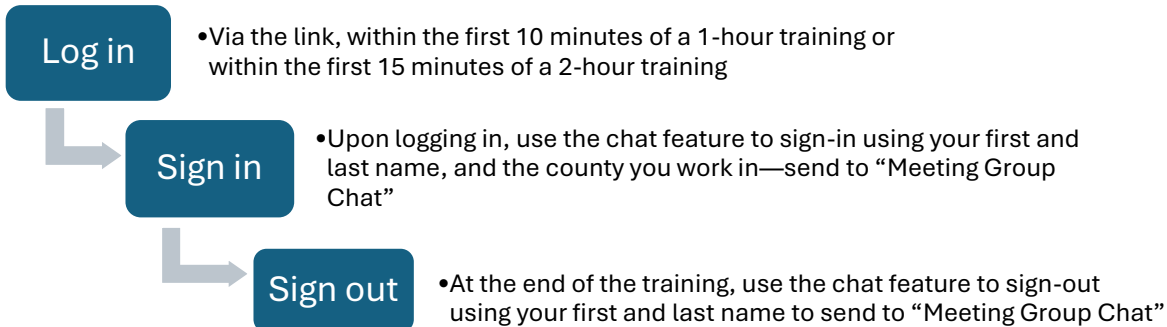 Log in
•Via the link, within the first 10 minutes of a 1-hour training or
within the first 15 minutes of a 2-hour training
Sign in
•Upon logging in, use the chat feature to sign-in using your first and
last name, and the county you work in—send to “Meeting Group
Chat”
Sign out
•At the end of the training, use the chat feature to sign-out
using your first and last name to send to “Meeting Group Chat”